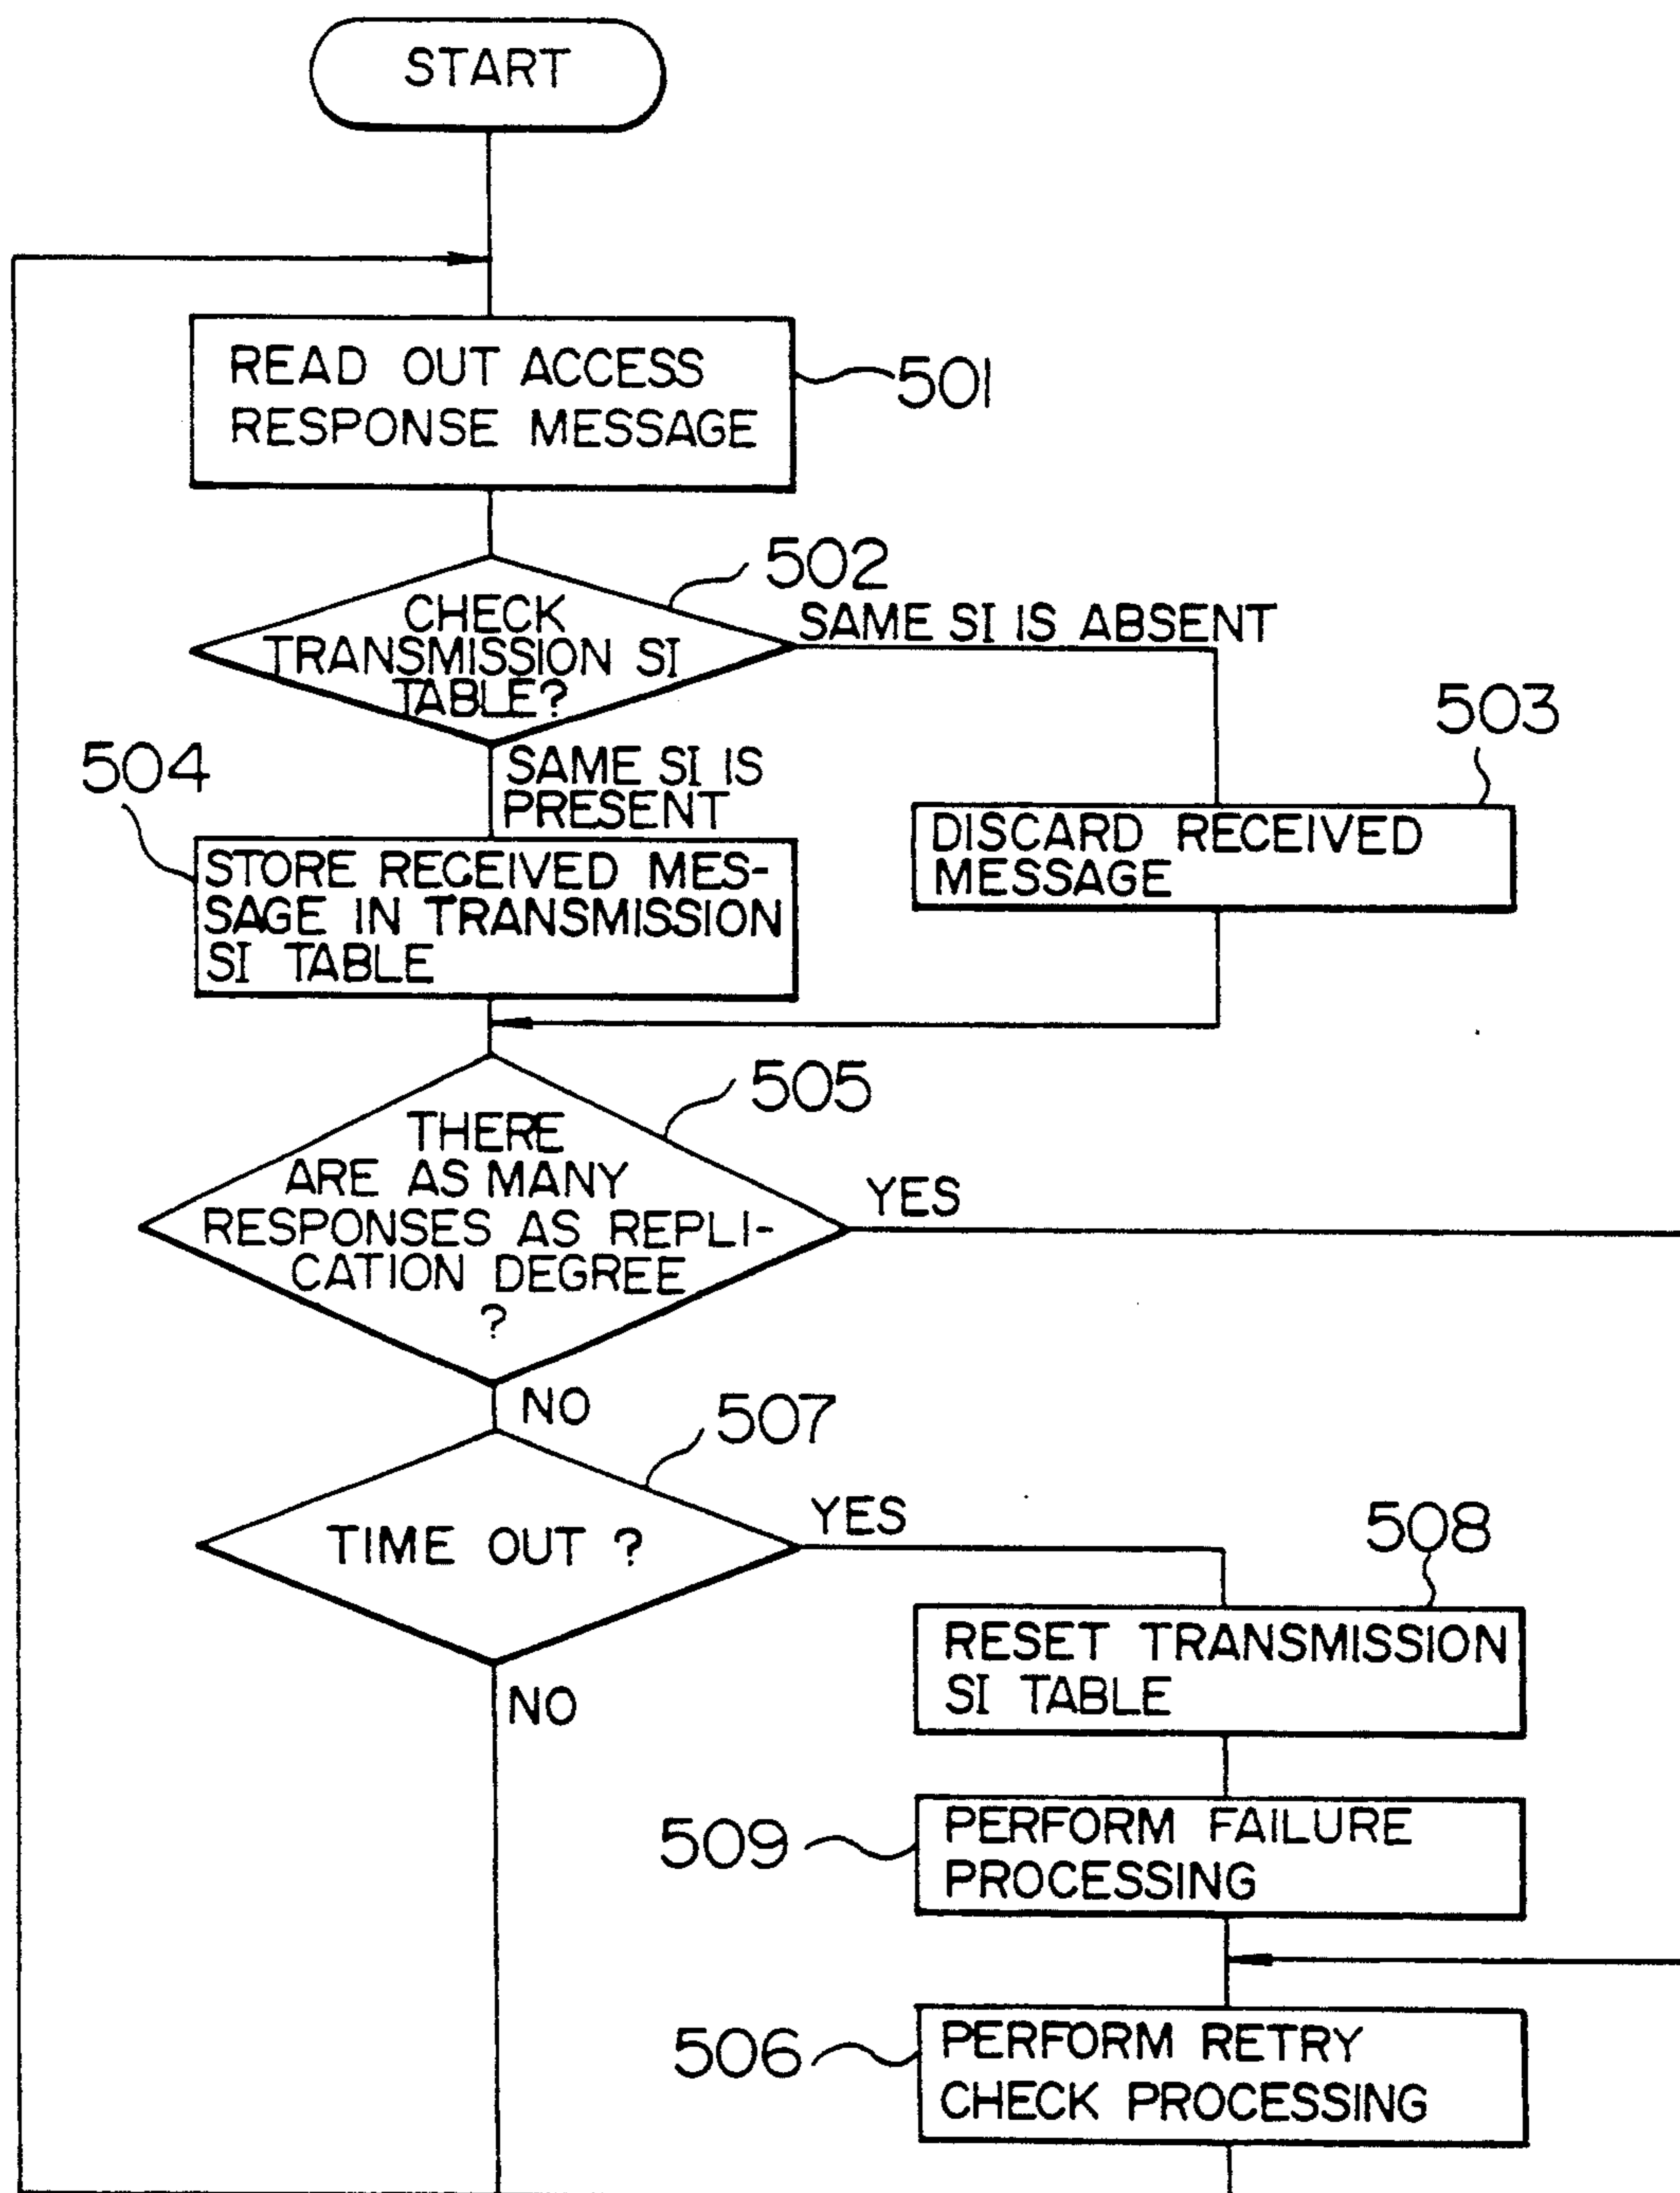 START
READ OUT ACCESS
RESPONSE MESSAGE
501
502
CHECK
TRANSMISSION SI
TABLE?
SAME SI IS ABSENT
503
504
SAME SI IS
PRESENT
DISCARD RECEIVED
MESSAGE
STORE RECEIVED MES-
SAGE IN TRANSMISSION
SI TABLE
505
THERE
ARE AS MANY
RESPONSES AS REPLI-
CATION DEGREE
?
YES
NO
507
TIME OUT ?
YES
508
NO
RESET TRANSMISSION
SI TABLE
509
PERFORM FAILURE
PROCESSING
506
PERFORM RETRY
CHECK PROCESSING